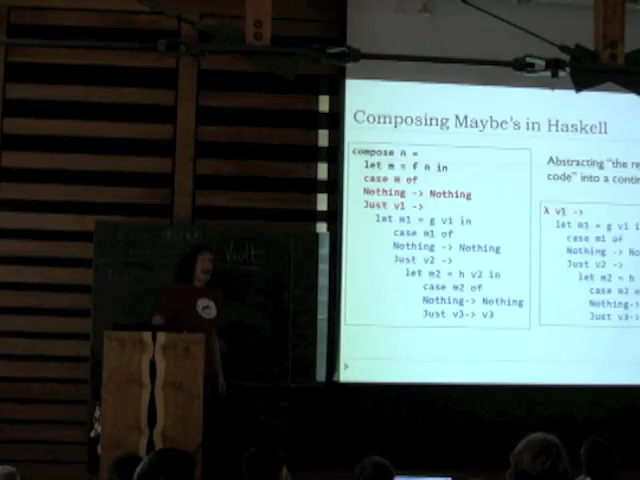 Composing Maybe's in Haskell
compose n =
let m = f n in
case m of
Nothing -> Nothing
Just v1 ->
let m1 = g v1 in
case m1 of
Nothing -> Nothing
Just v2 ->
let m2 = h v2 in
case m2 of
Nothing-> Nothing
Just v3-> v3
Abstracting "the re
code" into a contin
λ v1 ->
let m1 = g v1 i
case m1 of
Nothing -> No
Just v2 ->
let m2 = h
case m2 o
Nothing->
Just v3->
Vault